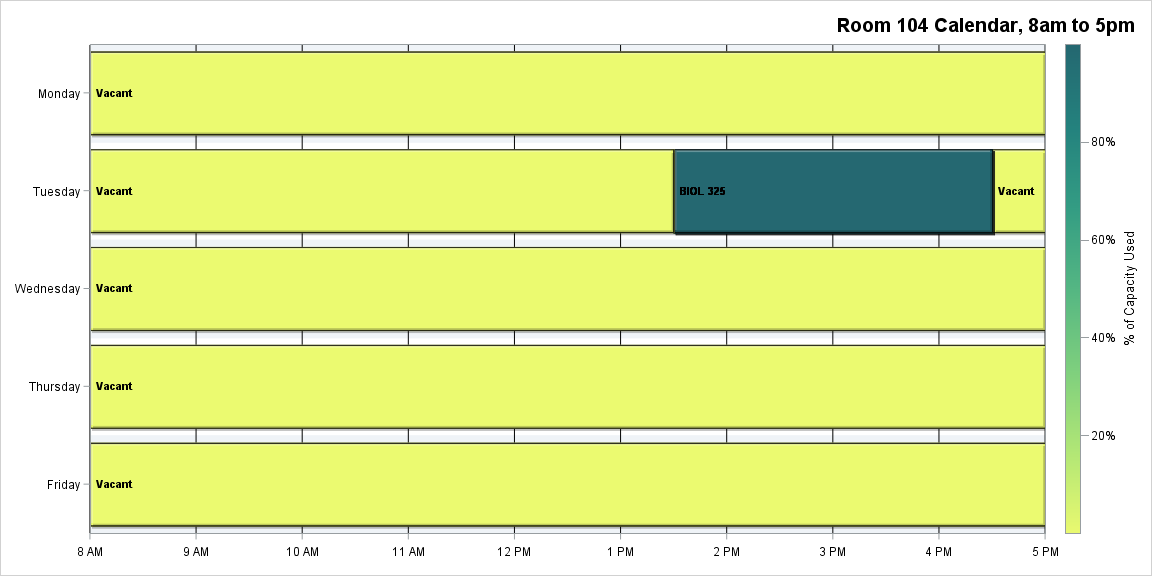 Room 104 Calendar, 8am to 5pm
Monday
Vacant
Tuesday
Vacant
BIOL 325
Vacant
Wednesday
Vacant
Thursday
Vacant
Friday
Vacant
8 AM
9 AM
10 AM
11 AM
12 PM
1 PM
2 PM
3 PM
4 PM
5 PM
80%
60%
40%
20%
% of Capacity Used